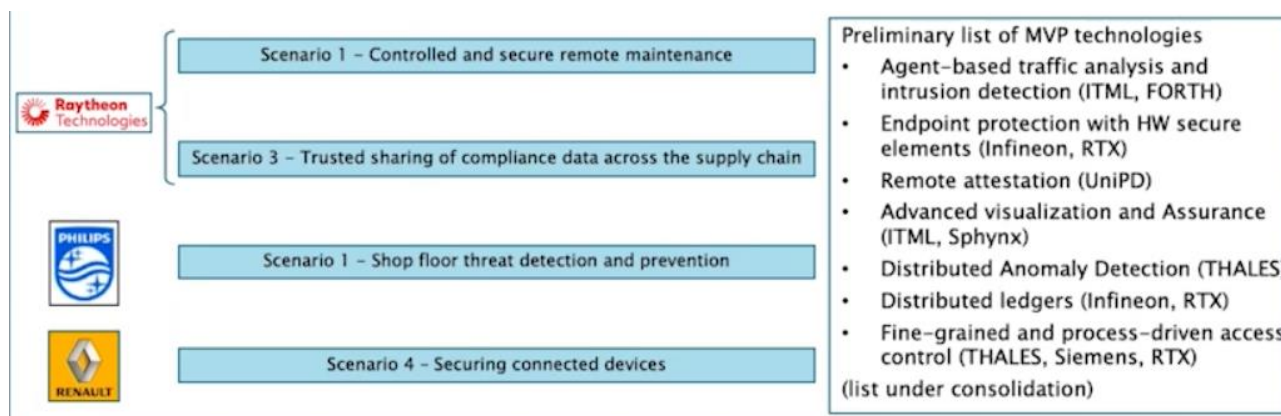 Raytheon
Technologies
Scenario 1 – Controlled and secure remote maintenance
Scenario 3 – Trusted sharing of compliance data across the supply chain
PHILIPS
Scenario 1 – Shop floor threat detection and prevention
RENAULT
Scenario 4 – Securing connected devices
Preliminary list of MVP technologies
• Agent-based traffic analysis and
intrusion detection (ITML, FORTH)
• Endpoint protection with HW secure
elements (Infineon, RTX)
• Remote attestation (UniPD)
• Advanced visualization and Assurance
(ITML, Sphynx)
• Distributed Anomaly Detection (THALES)
• Distributed ledgers (Infineon, RTX)
• Fine-grained and process-driven access
control (THALES, Siemens, RTX)
(list under consolidation)